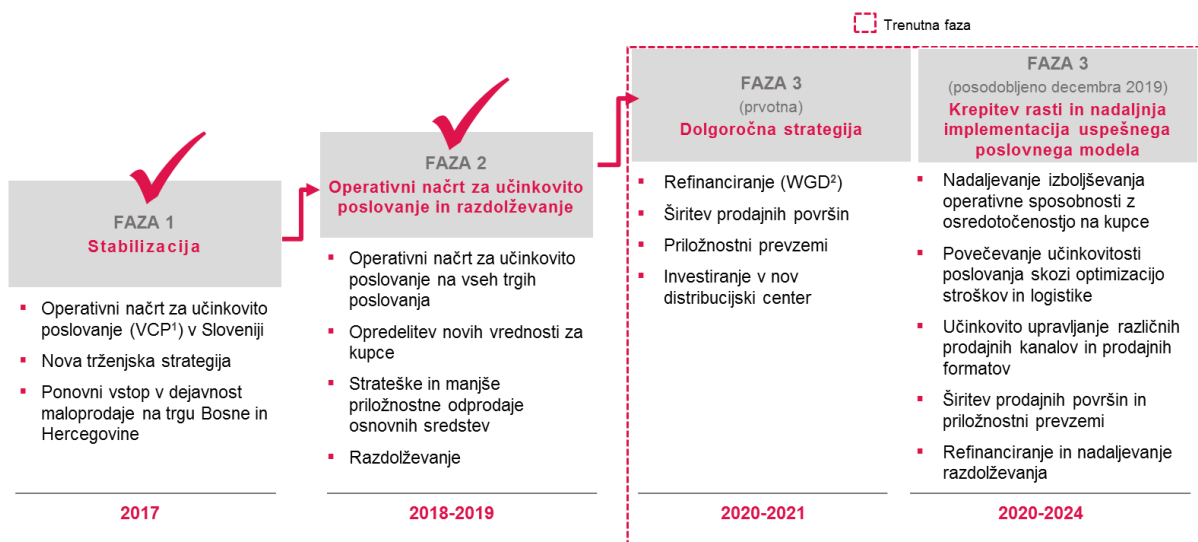 Trenutna faza
FAZA 1
Stabilizacija
Operativni načrt za učinkovito
poslovanje (VCP¹) v Sloveniji
Nova trženjska strategija
Ponovni vstop v dejavnost
maloprodaje na trgu Bosne in
Hercegovine
2017
FAZA 2
Operativni načrt za učinkovito
poslovanje in razdolževanje
Operativni načrt za učinkovito
poslovanje na vseh trgih
poslovanja
Opredelitev novih vrednosti za
kupce
Strateške in manjše
priložnostne odprodaje
osnovnih sredstev
Razdolževanje
2018-2019
FAZA 3
(prvotna)
Dolgoročna strategija
Refinanciranje (WGD²)
Širitev prodajnih površin
Priložnostni prevzemi
Investiranje v nov
distribucijski center
2020-2021
FAZA 3
(posodobljeno decembra 2019)
Krepitev rasti in nadaljnja
implementacija uspešnega
poslovnega modela
Nadaljevanje izboljševanja
operativne sposobnosti z
osredotočenostjo na kupce
Povečevanje učinkovitosti
poslovanja skozi optimizacijo
stroškov in logistike
Učinkovito upravljanje različnih
prodajnih kanalov in prodajnih
formatov
Širitev prodajnih površin in
priložnostni prevzemi
Refinanciranje in nadaljevanje
razdolževanja
2020-2024